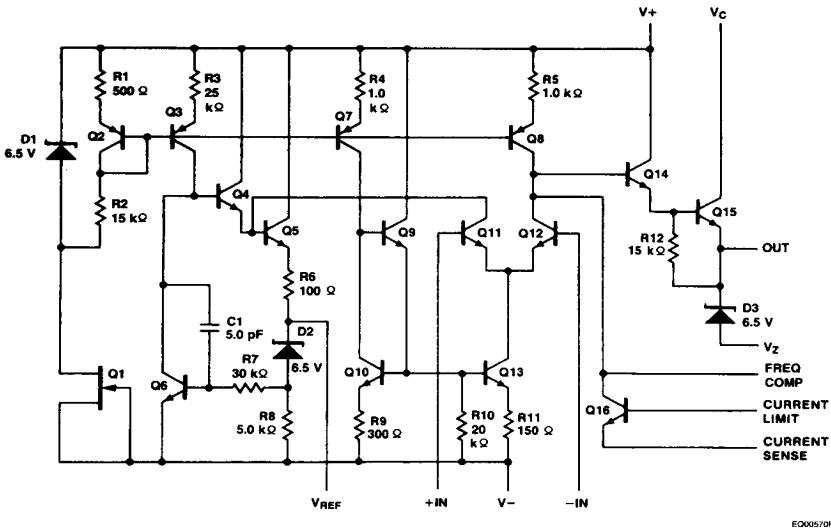 V+
VC
R1
500 Ω
R3
25
kΩ
R4
1.0
kΩ
R5
1.0 kΩ
D1
6.5 V
Q2
Q3
Q7
Q8
R2
15 kΩ
Q4
Q5
Q9
Q11
Q12
Q14
Q15
R12
15 kΩ
OUT
R6
100 Ω
D3
6.5 V
VZ
C1
5.0 pF
D2
6.5 V
R7
30 kΩ
Q1
Q6
Q10
Q13
FREQ
COMP
R8
5.0 kΩ
R9
300 Ω
R10
20
kΩ
R11
150 Ω
Q16
CURRENT
LIMIT
CURRENT
SENSE
VREF
+IN
V−
−IN